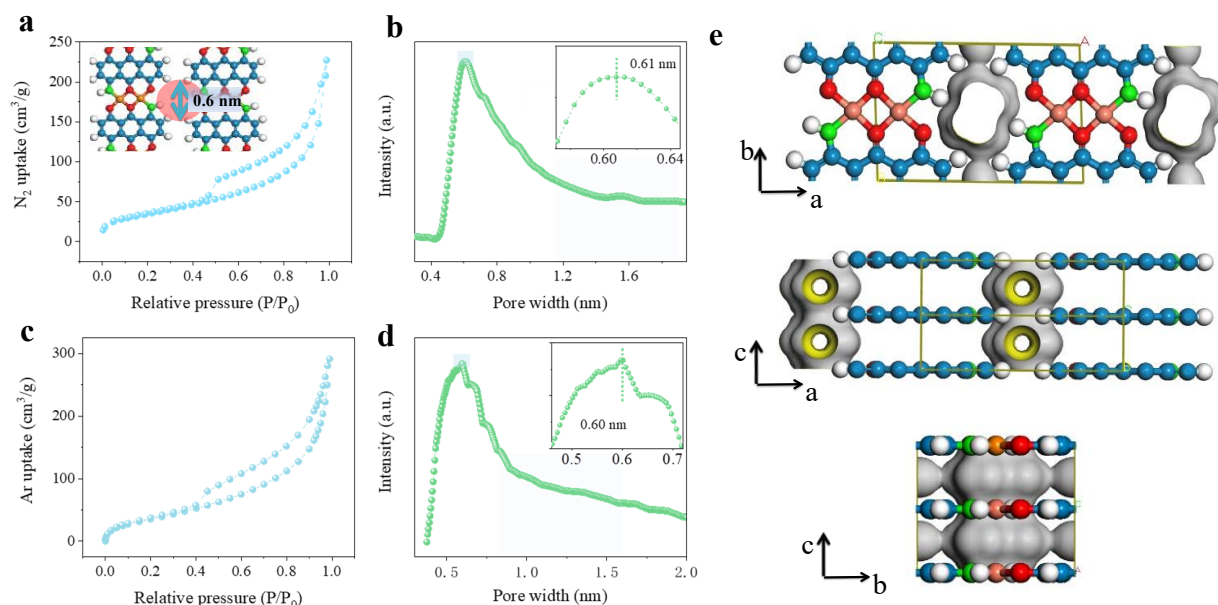 a
N₂ uptake (cm³/g)
250
200
150
100
50
0
0.6 nm
0.0 0.2 0.4 0.6 0.8 1.0
Relative pressure (P/P₀)
b
Intensity (a.u.)
0.61 nm
0.60 0.64
0.4 0.8 1.2 1.6
Pore width (nm)
c
Ar uptake (cm³/g)
300
200
100
0
0.0 0.2 0.4 0.6 0.8 1.0
Relative pressure (P/P₀)
d
Intensity (a.u.)
0.60 nm
0.5 0.6 0.7
0.5 1.0 1.5 2.0
Pore width (nm)
e
C
A
b
a
c
a
c
b
A